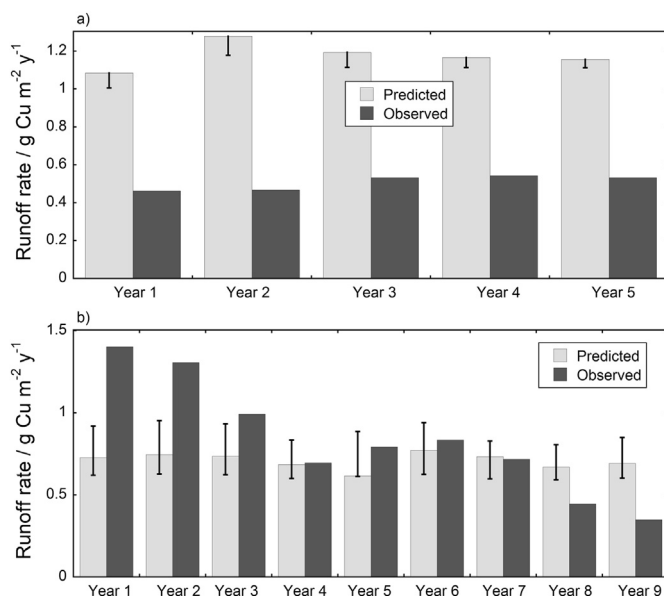 a)
Runoff rate / g Cu m⁻² y⁻¹
1.2
1
0.8
0.6
0.4
0.2
0
Predicted
Observed
Year 1 Year 2 Year 3 Year 4 Year 5
b)
Runoff rate / g Cu m⁻² y⁻¹
1.5
1
0.5
0
Predicted
Observed
Year 1 Year 2 Year 3 Year 4 Year 5 Year 6 Year 7 Year 8 Year 9